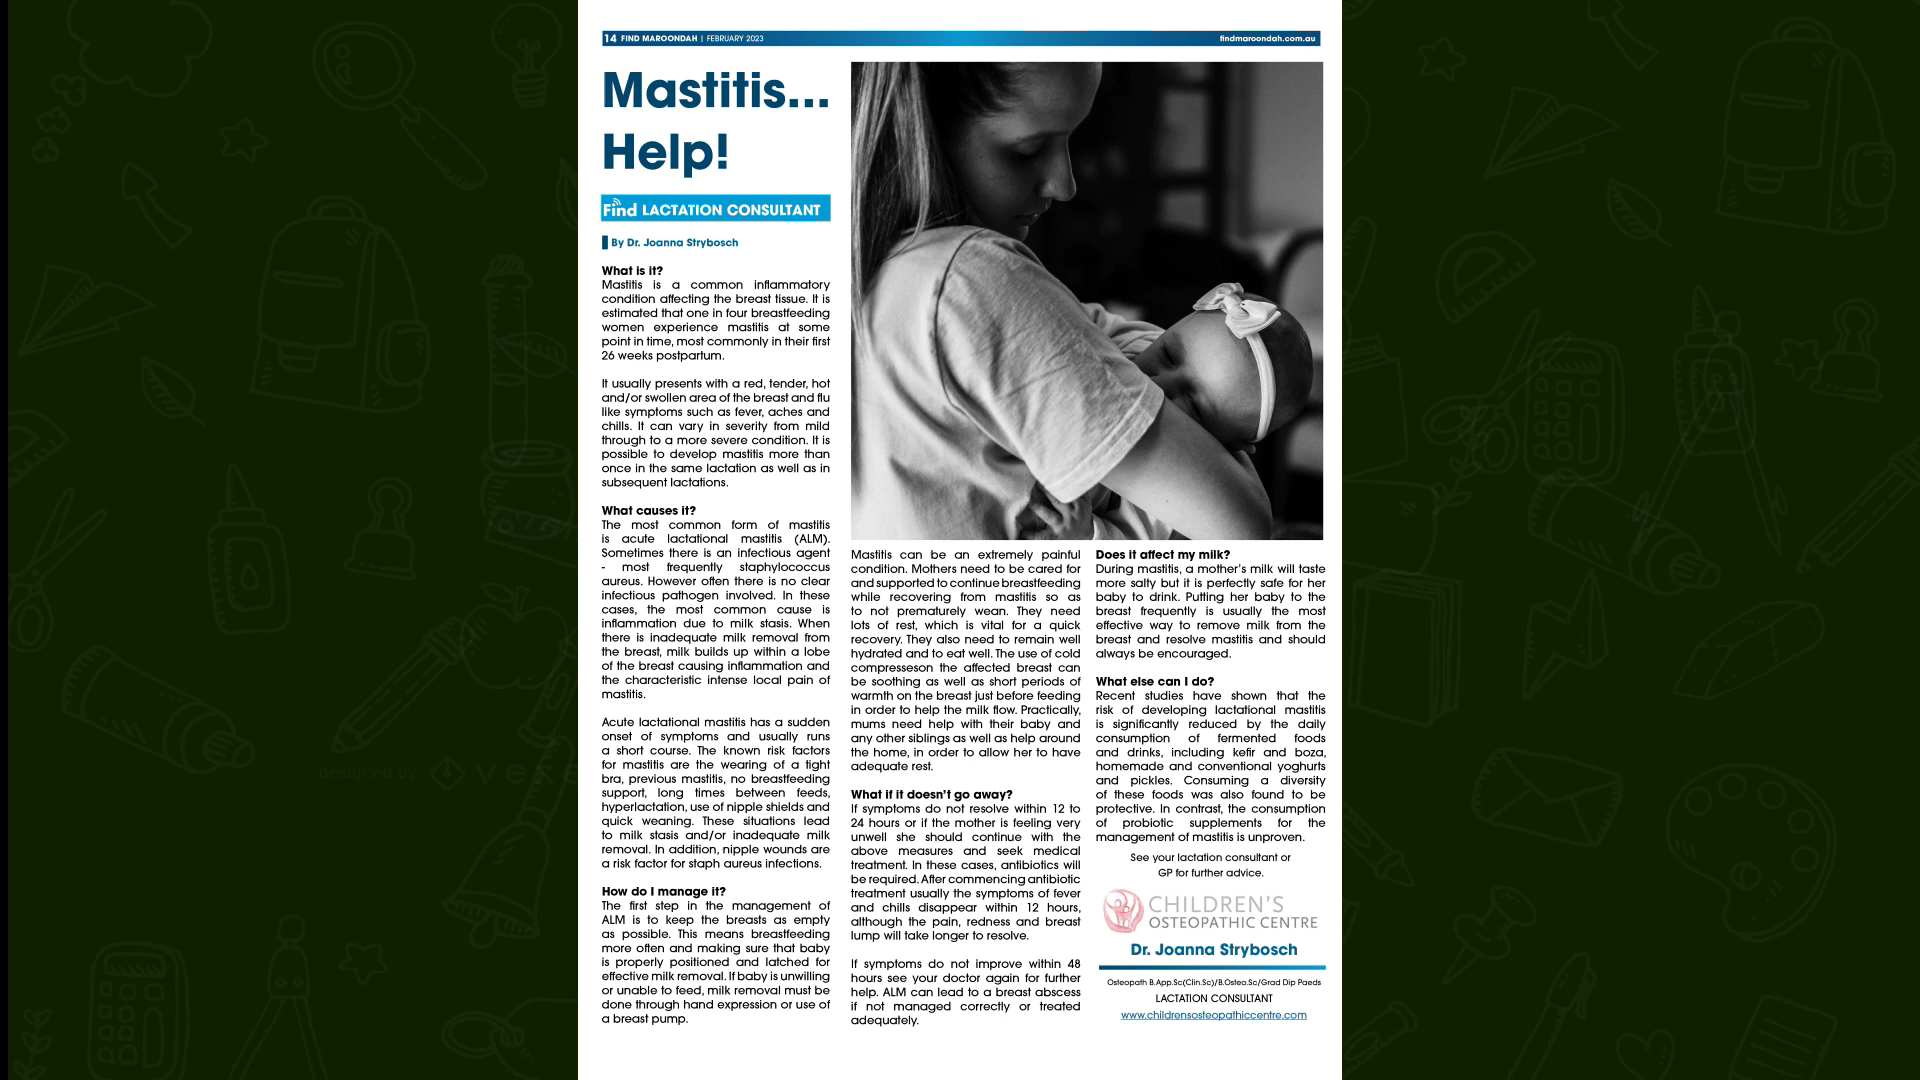 14 FIND MAROONDAH | FEBRUARY 2023
findmaroondah.com.au
Mastitis...
Help!
Find LACTATION CONSULTANT
By Dr. Joanna Strybosch
What is it?
Mastitis is a common inflammatory
condition affecting the breast tissue. It is
estimated that one in four breastfeeding
women experience mastitis at some
point in time, most commonly in their first
26 weeks postpartum.
It usually presents with a red, tender, hot
and/or swollen area of the breast and flu
like symptoms such as fever, aches and
chills. It can vary in severity from mild
through to a more severe condition. It is
possible to develop mastitis more than
once in the same lactation as well as in
subsequent lactations.
What causes it?
The most common form of mastitis
is acute lactational mastitis (ALM).
Sometimes there is an infectious agent
- most frequently staphylococcus
aureus. However often there is no clear
infectious pathogen involved. In these
cases, the most common cause is
inflammation due to milk stasis. When
there is inadequate milk removal from
the breast, milk builds up within a lobe
of the breast causing inflammation and
the characteristic intense local pain of
mastitis.
Acute lactational mastitis has a sudden
onset of symptoms and usually runs
a short course. The known risk factors
for mastitis are the wearing of a tight
bra, previous mastitis, no breastfeeding
support, long times between feeds,
hyperlactation, use of nipple shields and
quick weaning. These situations lead
to milk stasis and/or inadequate milk
removal. In addition, nipple wounds are
a risk factor for staph aureus infections.
How do I manage it?
The first step in the management of
ALM is to keep the breasts as empty
as possible. This means breastfeeding
more often and making sure that baby
is properly positioned and latched for
effective milk removal. If baby is unwilling
or unable to feed, milk removal must be
done through hand expression or use of
a breast pump.
Mastitis can be an extremely painful
condition. Mothers need to be cared for
and supported to continue breastfeeding
while recovering from mastitis so as
to not prematurely wean. They need
lots of rest, which is vital for a quick
recovery. They also need to remain well
hydrated and to eat well. The use of cold
compresseson the affected breast can
be soothing as well as short periods of
warmth on the breast just before feeding
in order to help the milk flow. Practically,
mums need help with their baby and
any other siblings as well as help around
the home, in order to allow her to have
adequate rest.
What if it doesn't go away?
If symptoms do not resolve within 12 to
24 hours or if the mother is feeling very
unwell she should continue with the
above measures and seek medical
treatment. In these cases, antibiotics will
be required. After commencing antibiotic
treatment usually the symptoms of fever
and chills disappear within 12 hours,
although the pain, redness and breast
lump will take longer to resolve.
If symptoms do not improve within 48
hours see your doctor again for further
help. ALM can lead to a breast abscess
if not managed correctly or treated
adequately.
Does it affect my milk?
During mastitis, a mother's milk will taste
more salty but it is perfectly safe for her
baby to drink. Putting her baby to the
breast frequently is usually the most
effective way to remove milk from the
breast and resolve mastitis and should
always be encouraged.
What else can I do?
Recent studies have shown that the
risk of developing lactational mastitis
is significantly reduced by the daily
consumption of fermented foods
and drinks, including kefir and boza,
homemade and conventional yoghurts
and pickles. Consuming a diversity
of these foods was also found to be
protective. In contrast, the consumption
of probiotic supplements for the
management of mastitis is unproven.
See your lactation consultant or
GP for further advice.
CHILDREN'S
OSTEOPATHIC CENTRE
Dr. Joanna Strybosch
Osteopath B.App.Sc(Clin.Sc)/B.Osteo.Sc/Grad Dip Paeds
LACTATION CONSULTANT
www.childrensosteopathiccentre.com
designed by